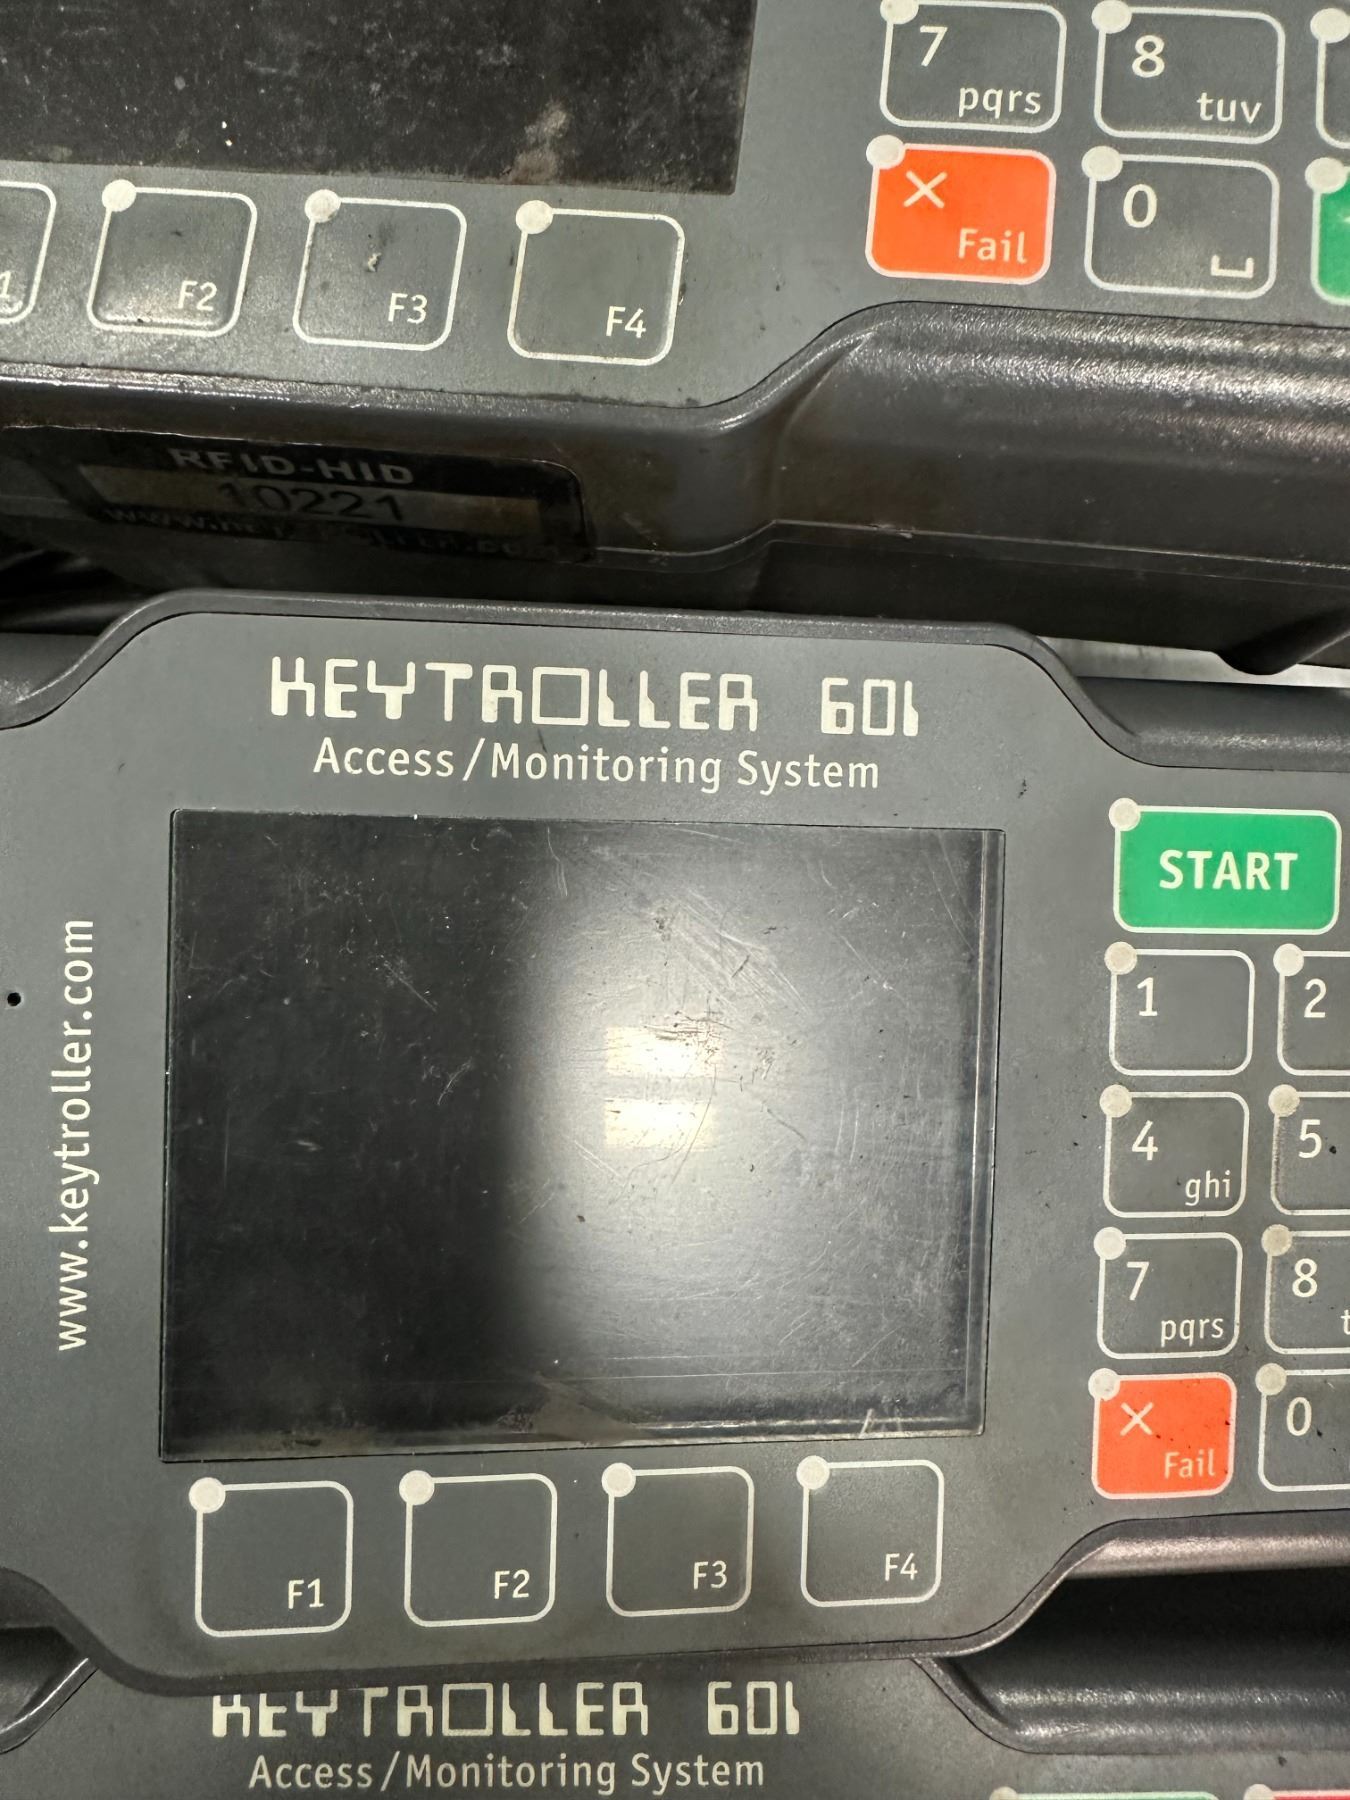 7 pqrs
8 tuv
× Fail
0 ⎵
1
F2
F3
F4
RFID-HID
10221
KEYTROLLER 601
Access/Monitoring System
www.keytroller.com
START
1
2
4 ghi
5
7 pqrs
8 t
× Fail
0
F1
F2
F3
F4
KEYTROLLER 601
Access/Monitoring System